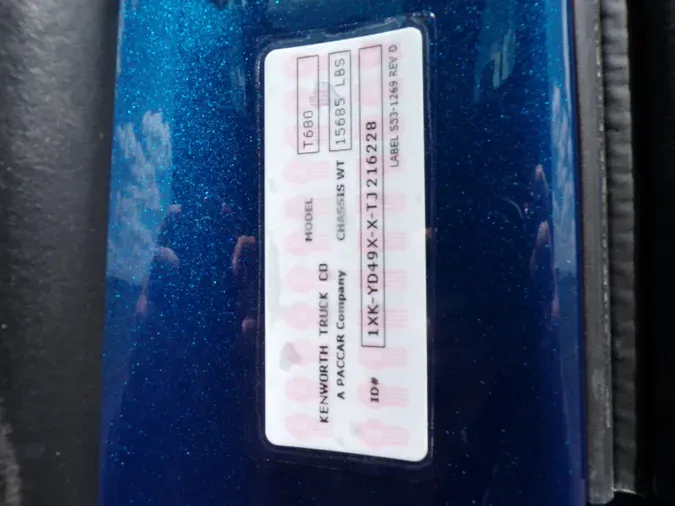 KENWORTH TRUCK CO MODEL T680
A PACCAR Company CHASSIS WT 15685 LBS
ID# 1XK-YD49X-X-TJ216228
LABEL S53-1269 REV D